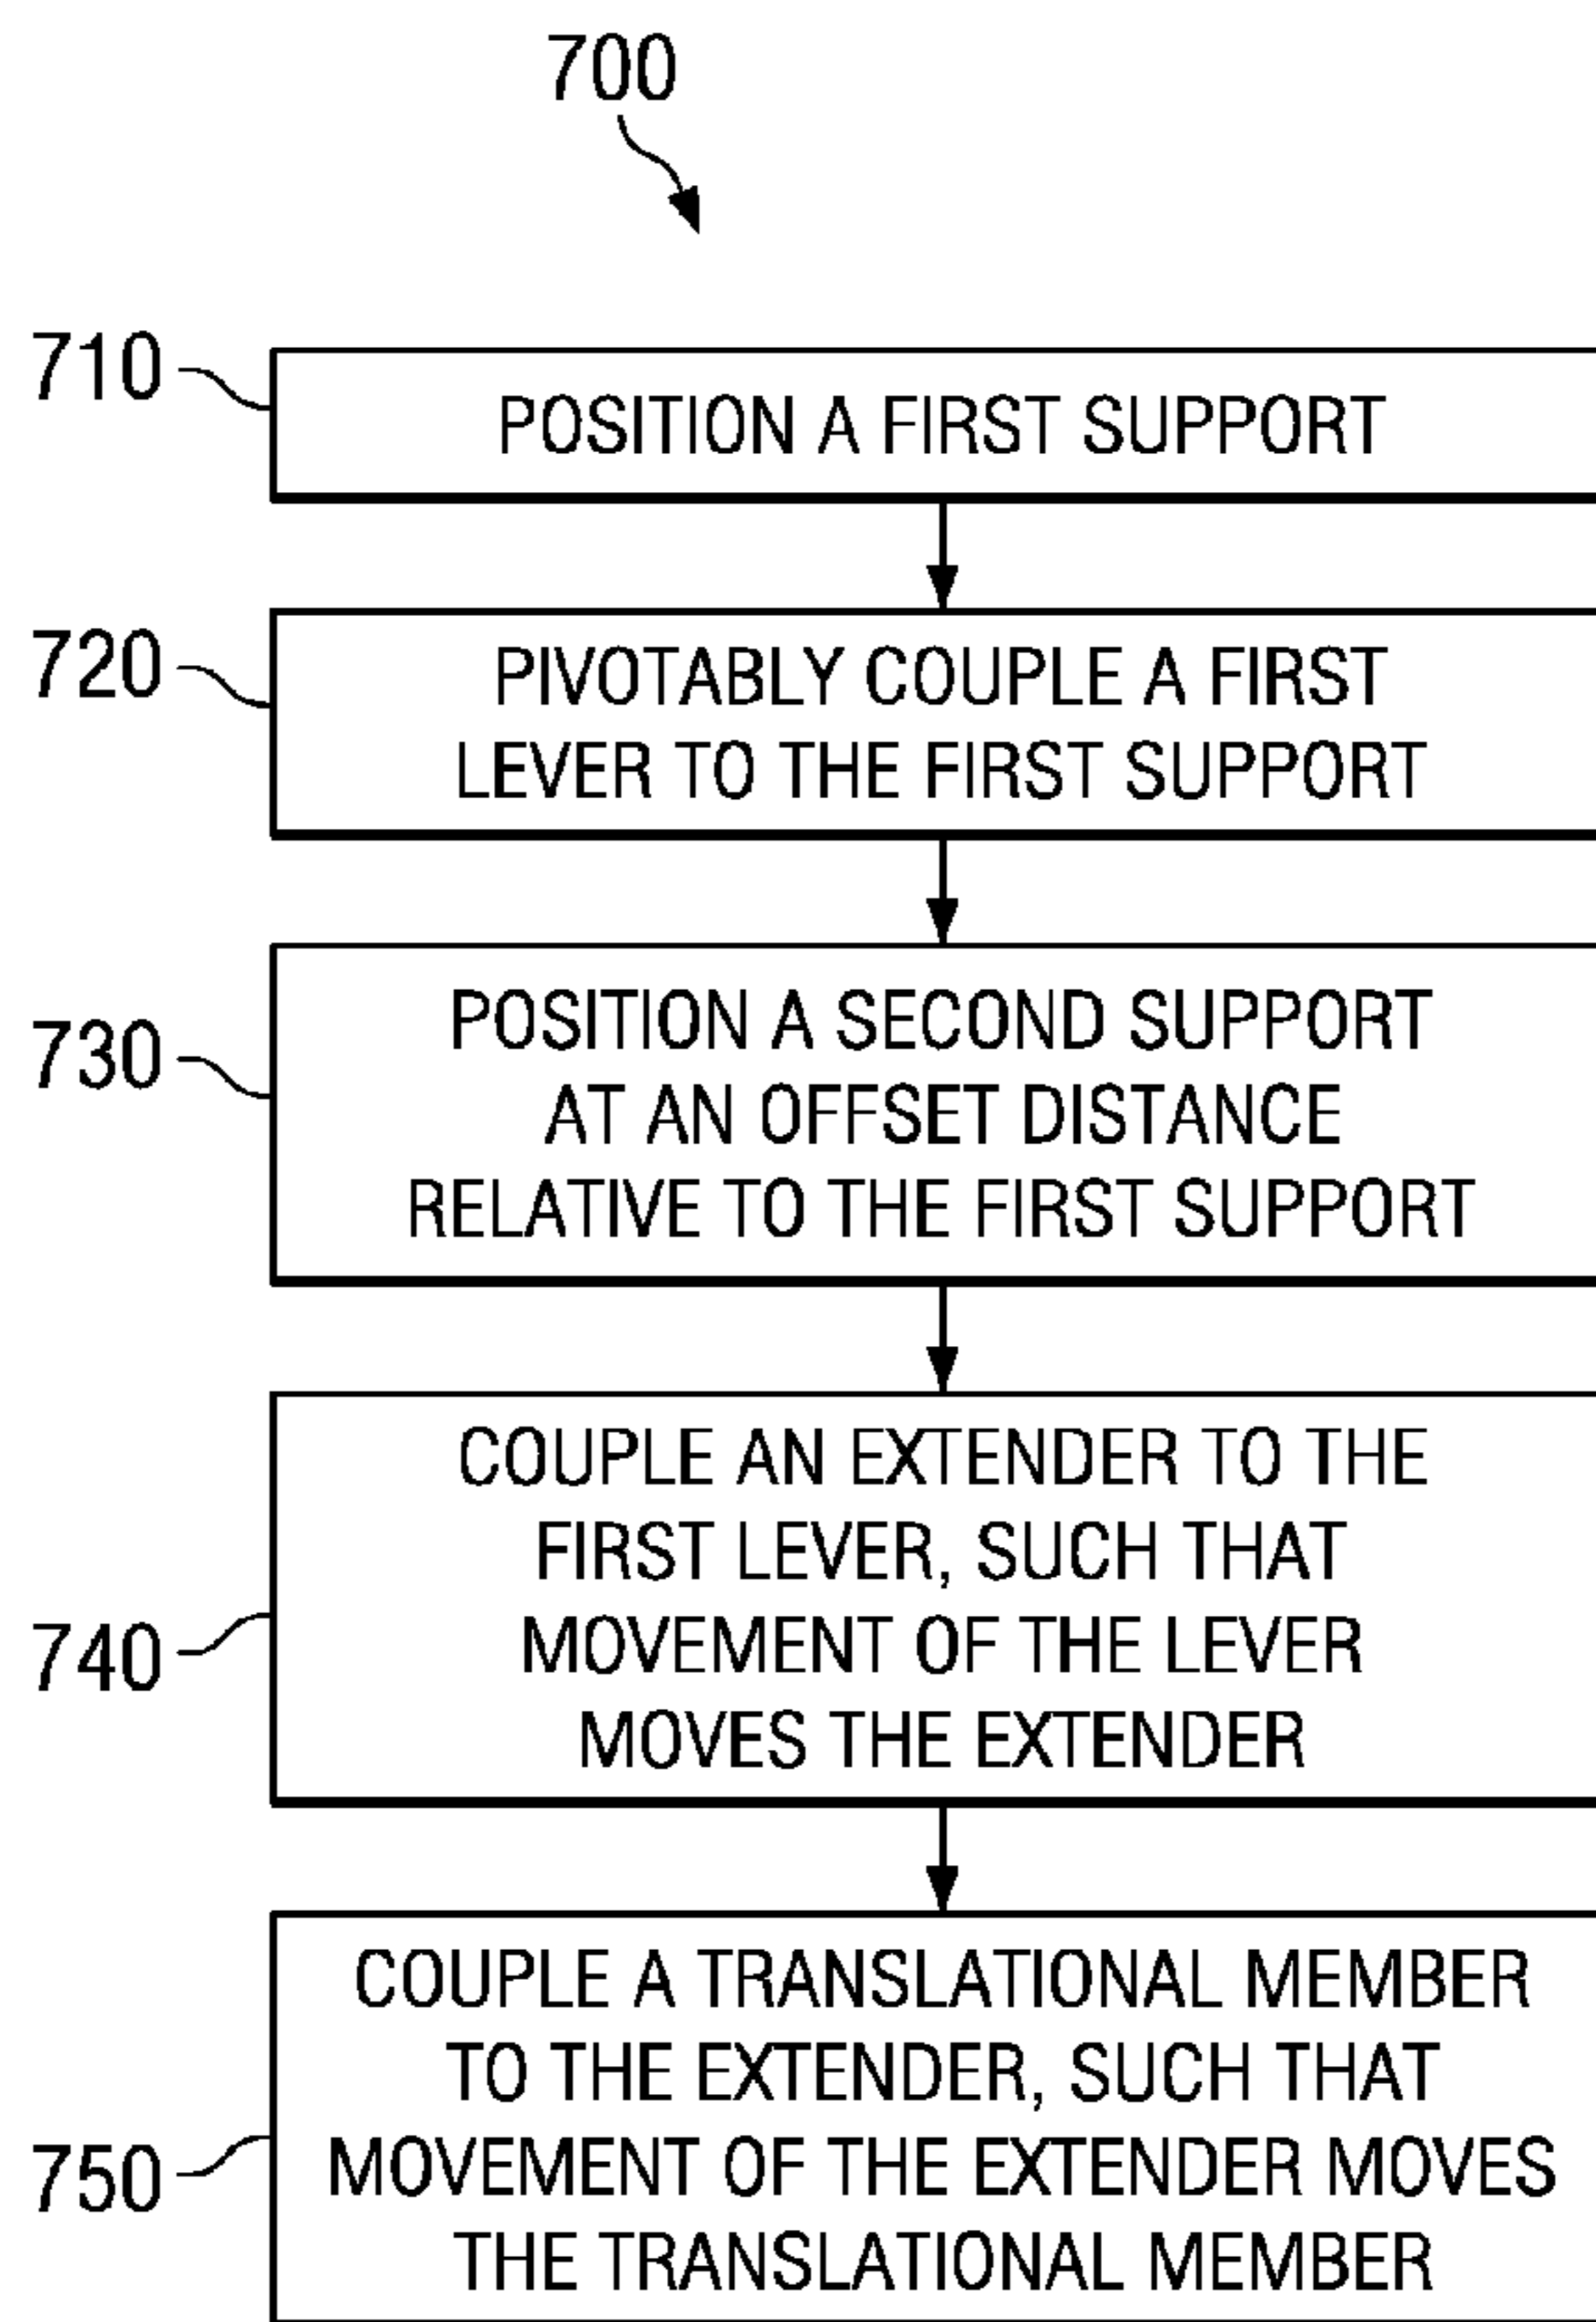 700
710
POSITION A FIRST SUPPORT
720
PIVOTABLY COUPLE A FIRST
LEVER TO THE FIRST SUPPORT
730
POSITION A SECOND SUPPORT
AT AN OFFSET DISTANCE
RELATIVE TO THE FIRST SUPPORT
740
COUPLE AN EXTENDER TO THE
FIRST LEVER, SUCH THAT
MOVEMENT OF THE LEVER
MOVES THE EXTENDER
750
COUPLE A TRANSLATIONAL MEMBER
TO THE EXTENDER, SUCH THAT
MOVEMENT OF THE EXTENDER MOVES
THE TRANSLATIONAL MEMBER